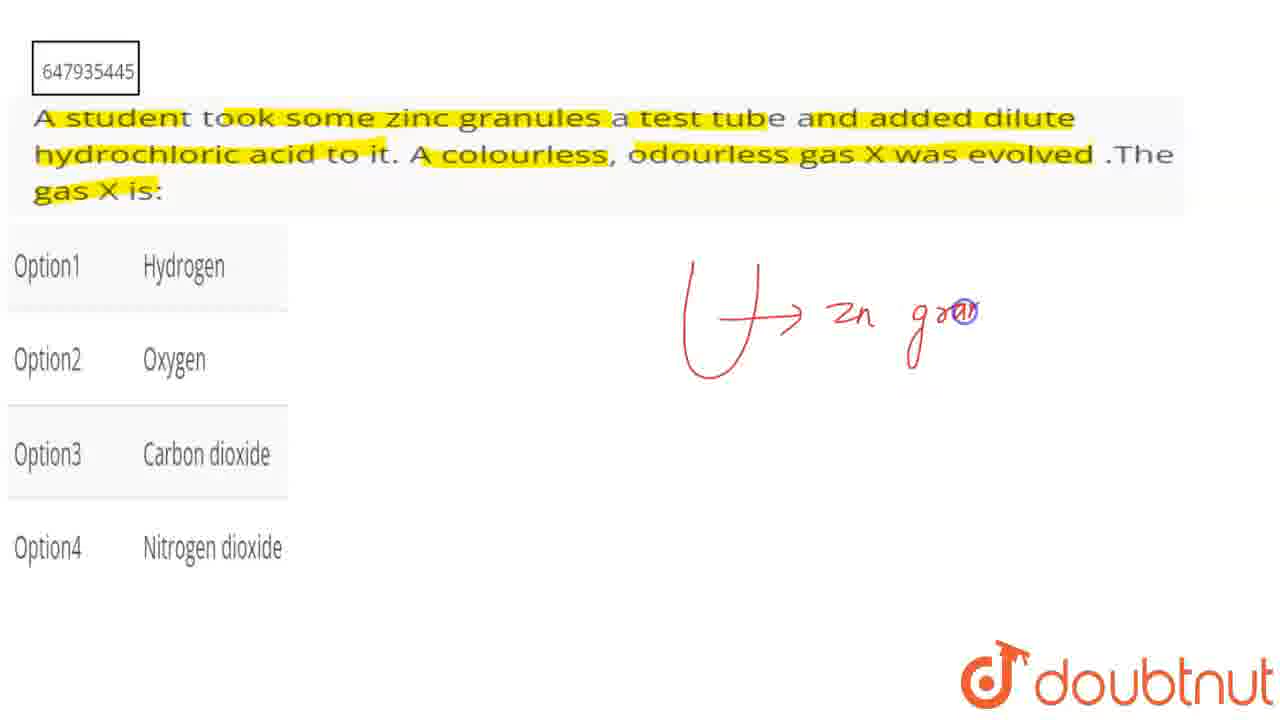 647935445
A student took some zinc granules a test tube and added dilute
hydrochloric acid to it. A colourless, odourless gas X was evolved .The
gas X is:
Option1 Hydrogen
Option2 Oxygen
Option3 Carbon dioxide
Option4 Nitrogen dioxide
Zn gran
doubtnut